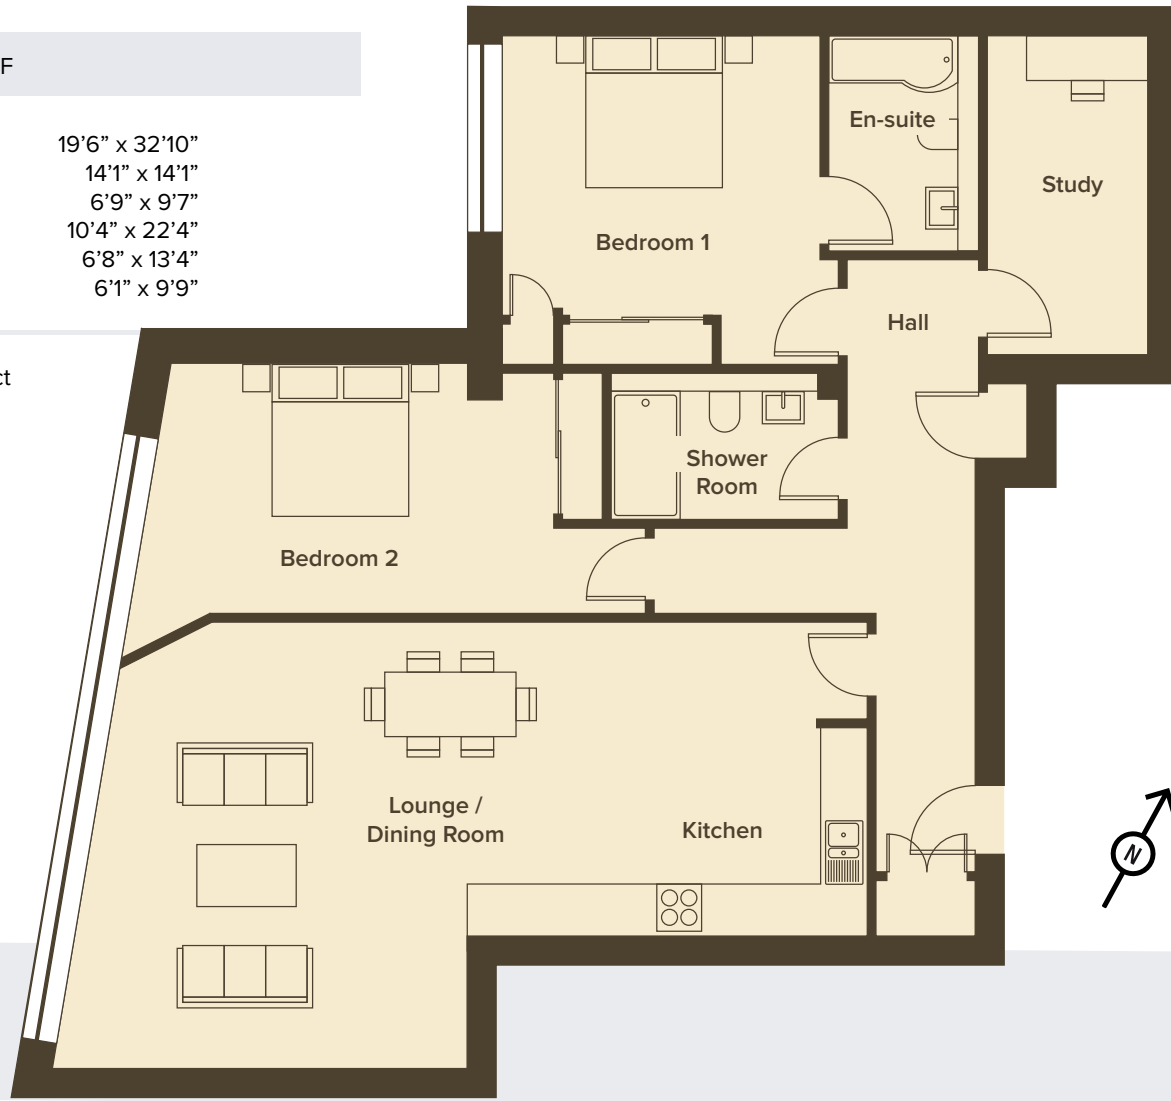 F
19’6” x 32’10”
14’1” x 14’1”
6’9” x 9’7”
10’4” x 22’4”
6’8” x 13’4”
6’1” x 9’9”
ct
En-suite
Study
Bedroom 1
Hall
Shower
Room
Bedroom 2
Lounge /
Dining Room
Kitchen
N